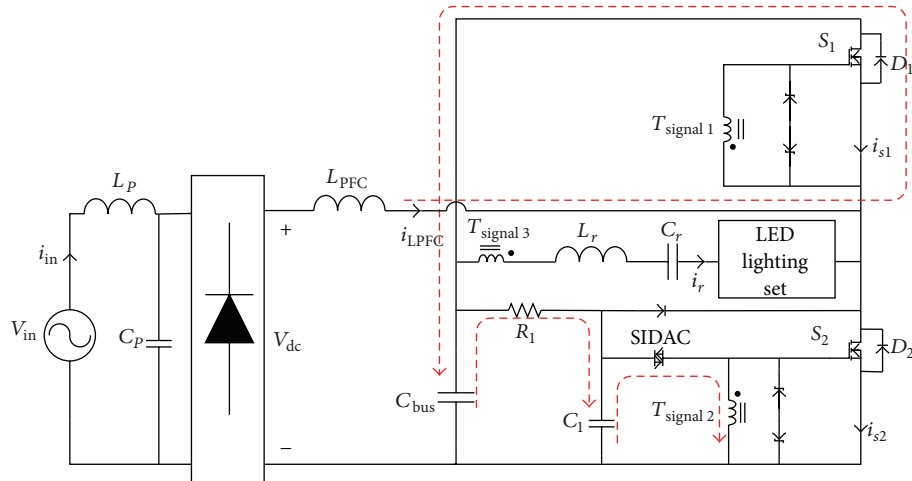 S1
D1
Tsignal 1
is1
LP
LPFC
iLPFC
Tsignal 3
Lr
Cr
ir
LED
lighting
set
iin
+
Vin
CP
Vdc
R1
SIDAC
S2
D2
Cbus
C1
Tsignal 2
is2
−